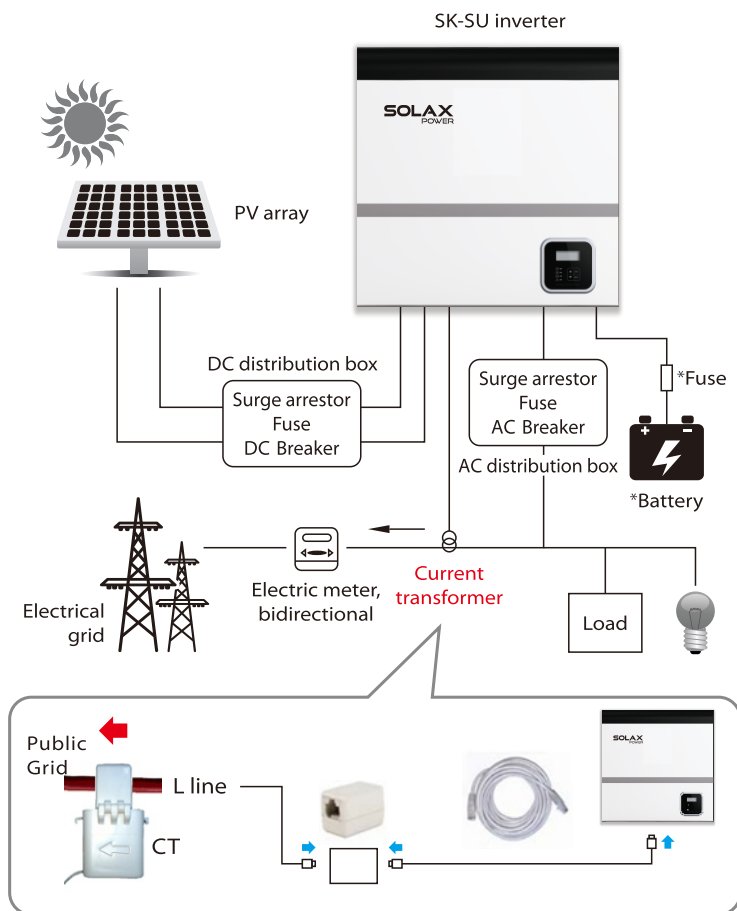 SK-SU inverter
SOLAX
POWER
PV array
DC distribution box
Surge arrestor
Fuse
DC Breaker
Surge arrestor
Fuse
AC Breaker
AC distribution box
*Fuse
+ -
*Battery
Electrical
grid
Electric meter,
bidirectional
Current
transformer
Load
Public
Grid
L line
CT
SOLAX
POWER